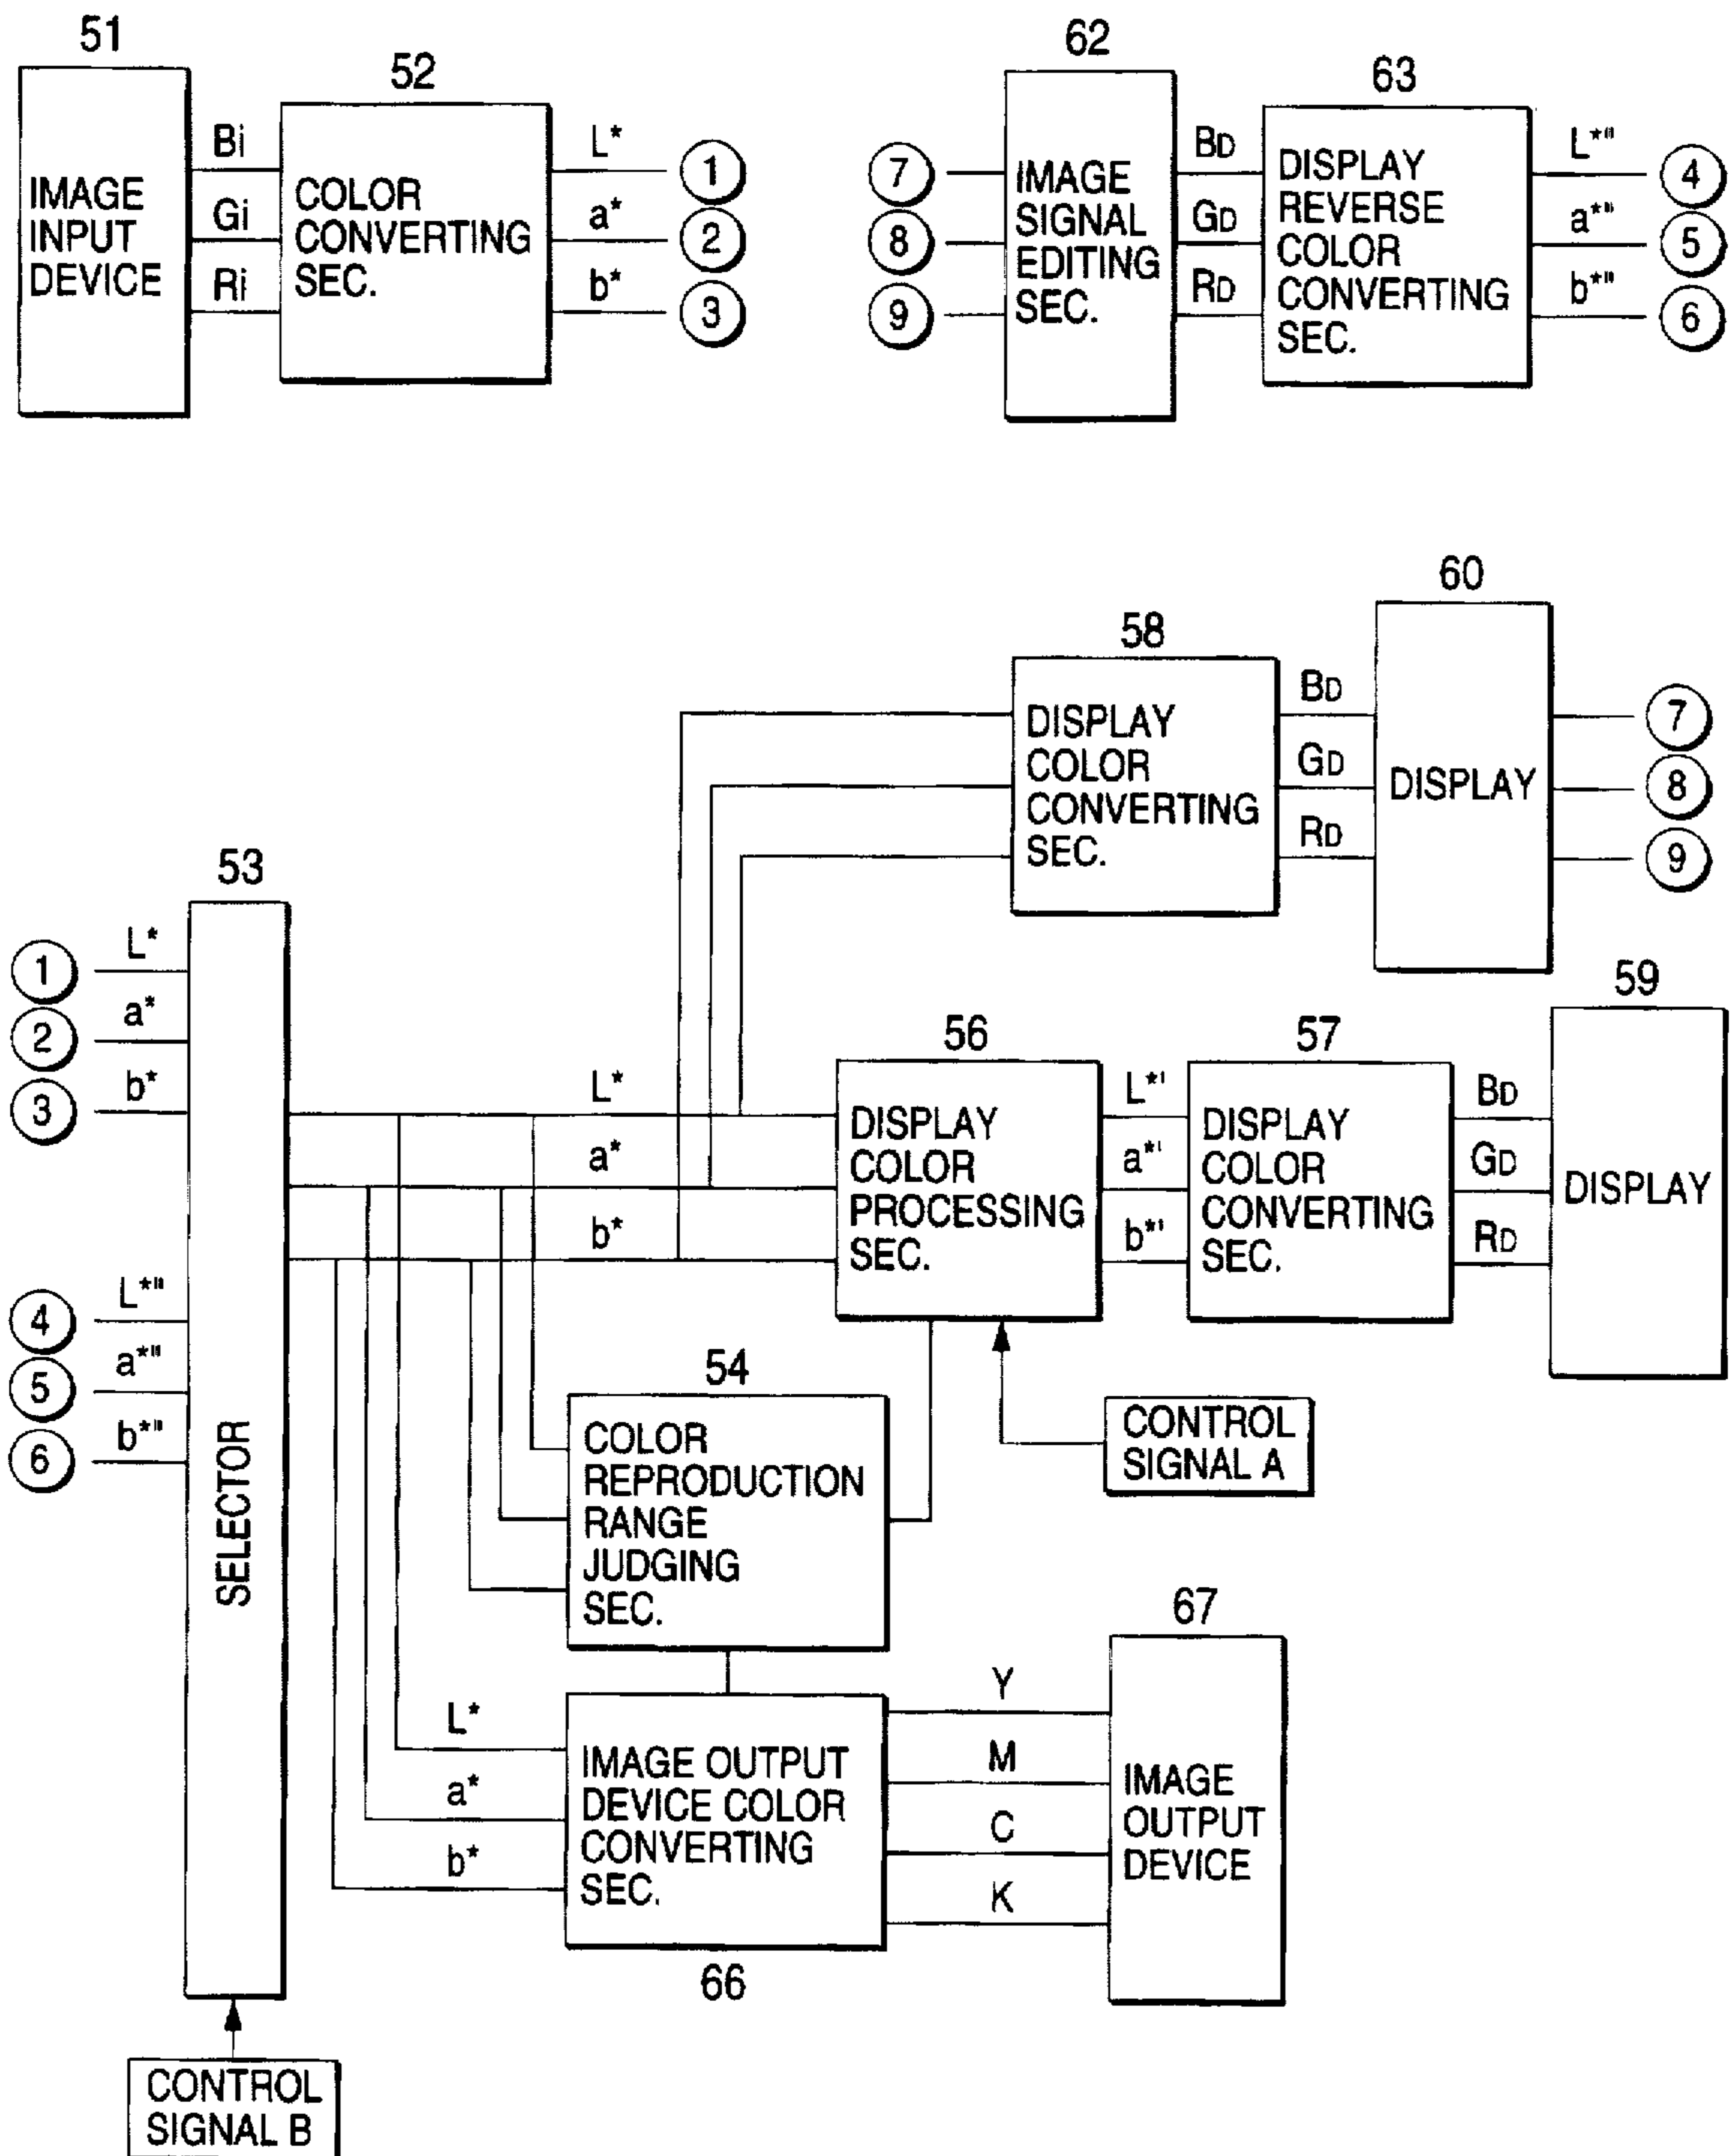 51
52
IMAGE
INPUT
DEVICE
Bi
Gi
Ri
COLOR
CONVERTING
SEC.
L*
a*
b*
1
2
3
62
63
7
8
9
IMAGE
SIGNAL
EDITING
SEC.
BD
GD
RD
DISPLAY
REVERSE
COLOR
CONVERTING
SEC.
L*"
a*"
b*"
4
5
6
58
60
DISPLAY
COLOR
CONVERTING
SEC.
BD
GD
RD
DISPLAY
7
8
9
53
1
2
3
L*
a*
b*
4
5
6
L*"
a*"
b*"
SELECTOR
CONTROL
SIGNAL B
L*
a*
b*
56
DISPLAY
COLOR
PROCESSING
SEC.
L*'
a*'
b*'
57
DISPLAY
COLOR
CONVERTING
SEC.
BD
GD
RD
59
DISPLAY
CONTROL
SIGNAL A
54
COLOR
REPRODUCTION
RANGE
JUDGING
SEC.
L*
a*
b*
IMAGE OUTPUT
DEVICE COLOR
CONVERTING
SEC.
66
Y
M
C
K
67
IMAGE
OUTPUT
DEVICE